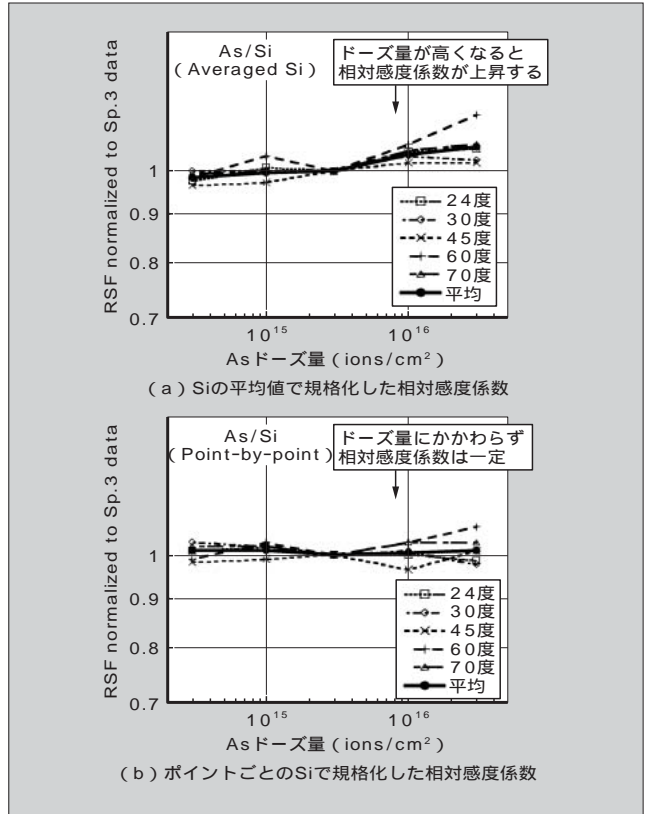 As/Si
(Averaged Si)
ドーズ量が高くなると
相対感度係数が上昇する
RSF normalized to Sp.3 data
1
0.9
0.8
0.7
24度
30度
45度
60度
70度
平均
10¹⁵
10¹⁶
Asドーズ量(ions/cm²)
(a)Siの平均値で規格化した相対感度係数
As/Si
(Point-by-point)
ドーズ量にかかわらず
相対感度係数は一定
RSF normalized to Sp.3 data
1
0.9
0.8
0.7
24度
30度
45度
60度
70度
平均
10¹⁵
10¹⁶
Asドーズ量(ions/cm²)
(b)ポイントごとのSiで規格化した相対感度係数